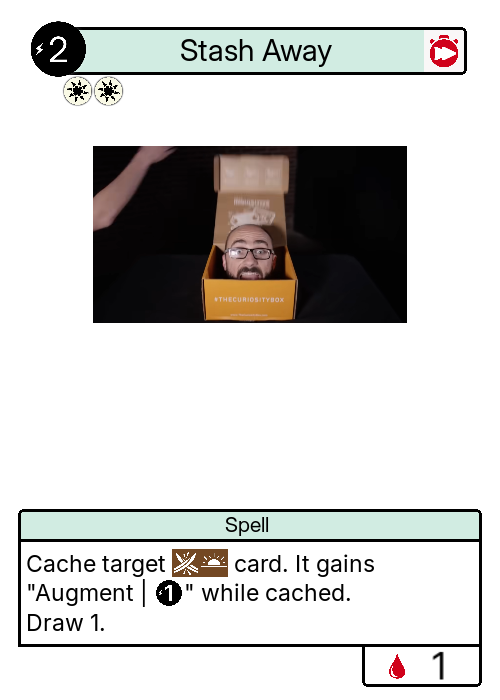 2
Stash Away
#THECURIOSITYBOX
Spell
Cache target card. It gains
"Augment | 1" while cached.
Draw 1.
1